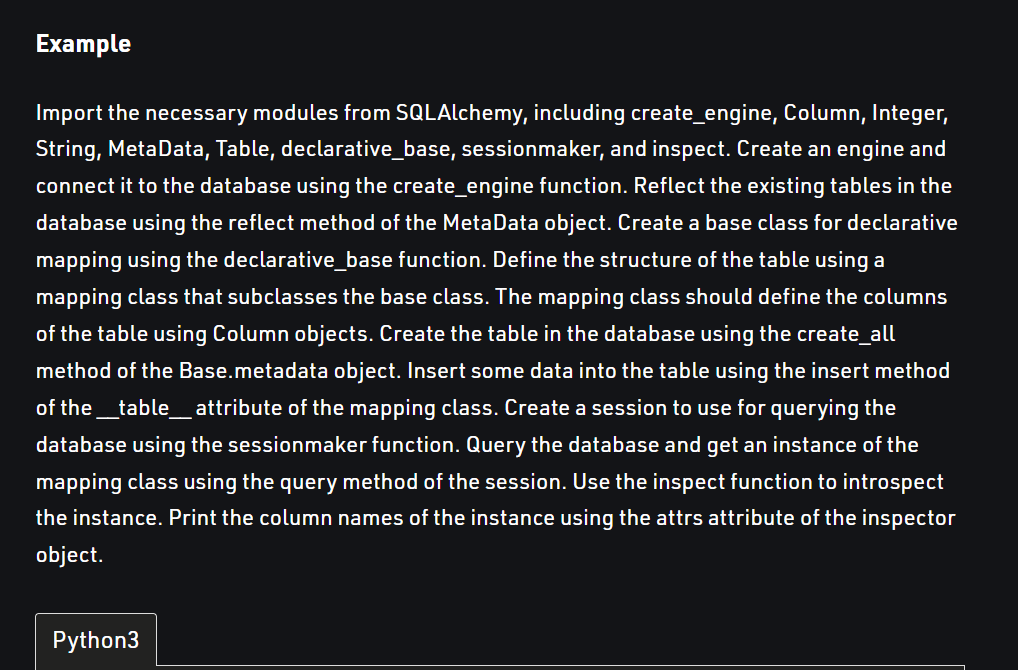 Example
Import the necessary modules from SQLAlchemy, including create_engine, Column, Integer,
String, MetaData, Table, declarative_base, sessionmaker, and inspect. Create an engine and
connect it to the database using the create_engine function. Reflect the existing tables in the
database using the reflect method of the MetaData object. Create a base class for declarative
mapping using the declarative_base function. Define the structure of the table using a
mapping class that subclasses the base class. The mapping class should define the columns
of the table using Column objects. Create the table in the database using the create_all
method of the Base.metadata object. Insert some data into the table using the insert method
of the __table__ attribute of the mapping class. Create a session to use for querying the
database using the sessionmaker function. Query the database and get an instance of the
mapping class using the query method of the session. Use the inspect function to introspect
the instance. Print the column names of the instance using the attrs attribute of the inspector
object.
Python3